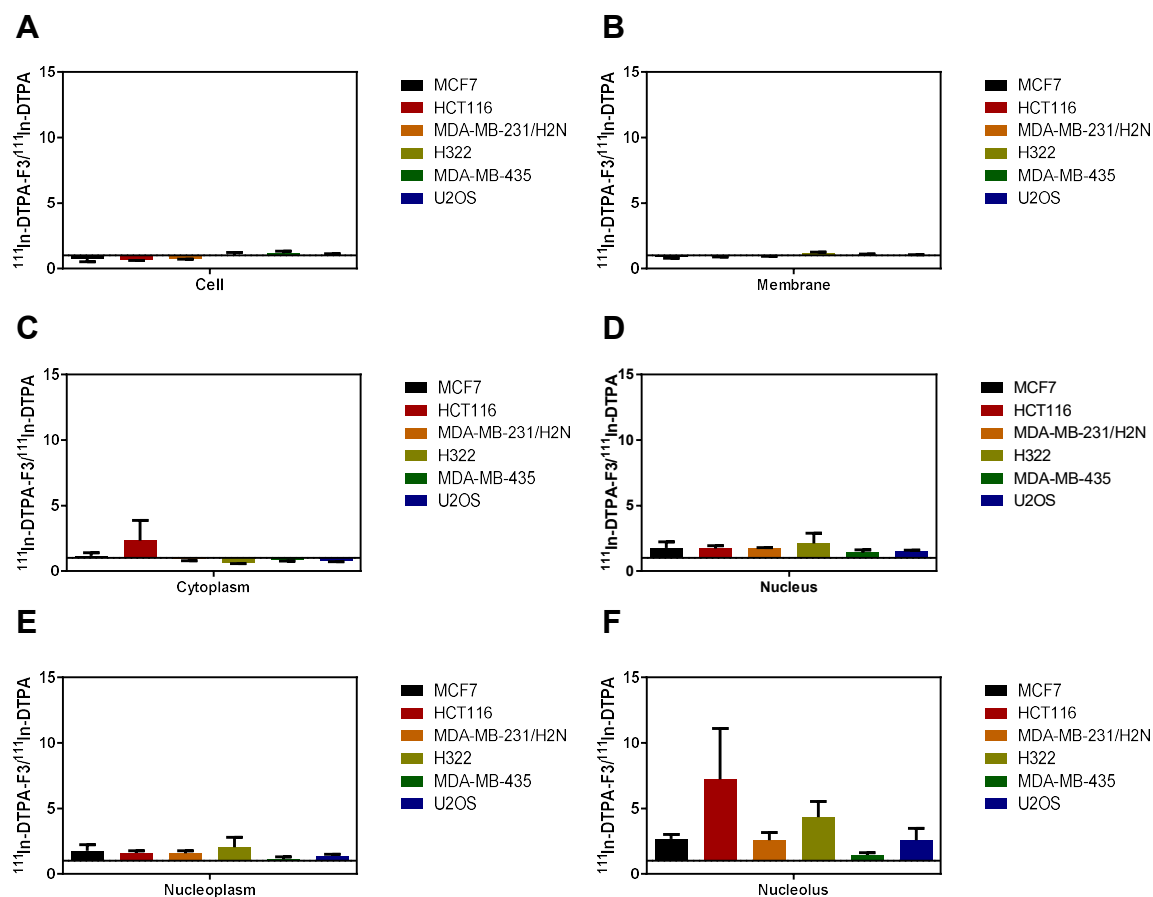 A
¹¹¹In-DTPA-F3/¹¹¹In-DTPA
15
10
5
0
Cell
MCF7
HCT116
MDA-MB-231/H2N
H322
MDA-MB-435
U2OS
B
¹¹¹In-DTPA-F3/¹¹¹In-DTPA
15
10
5
0
Membrane
MCF7
HCT116
MDA-MB-231/H2N
H322
MDA-MB-435
U2OS
C
¹¹¹In-DTPA-F3/¹¹¹In-DTPA
15
10
5
0
Cytoplasm
MCF7
HCT116
MDA-MB-231/H2N
H322
MDA-MB-435
U2OS
D
¹¹¹In-DTPA-F3/¹¹¹In-DTPA
15
10
5
0
Nucleus
MCF7
HCT116
MDA-MB-231/H2N
H322
MDA-MB-435
U2OS
E
¹¹¹In-DTPA-F3/¹¹¹In-DTPA
15
10
5
0
Nucleoplasm
MCF7
HCT116
MDA-MB-231/H2N
H322
MDA-MB-435
U2OS
F
¹¹¹In-DTPA-F3/¹¹¹In-DTPA
15
10
5
0
Nucleolus
MCF7
HCT116
MDA-MB-231/H2N
H322
MDA-MB-435
U2OS